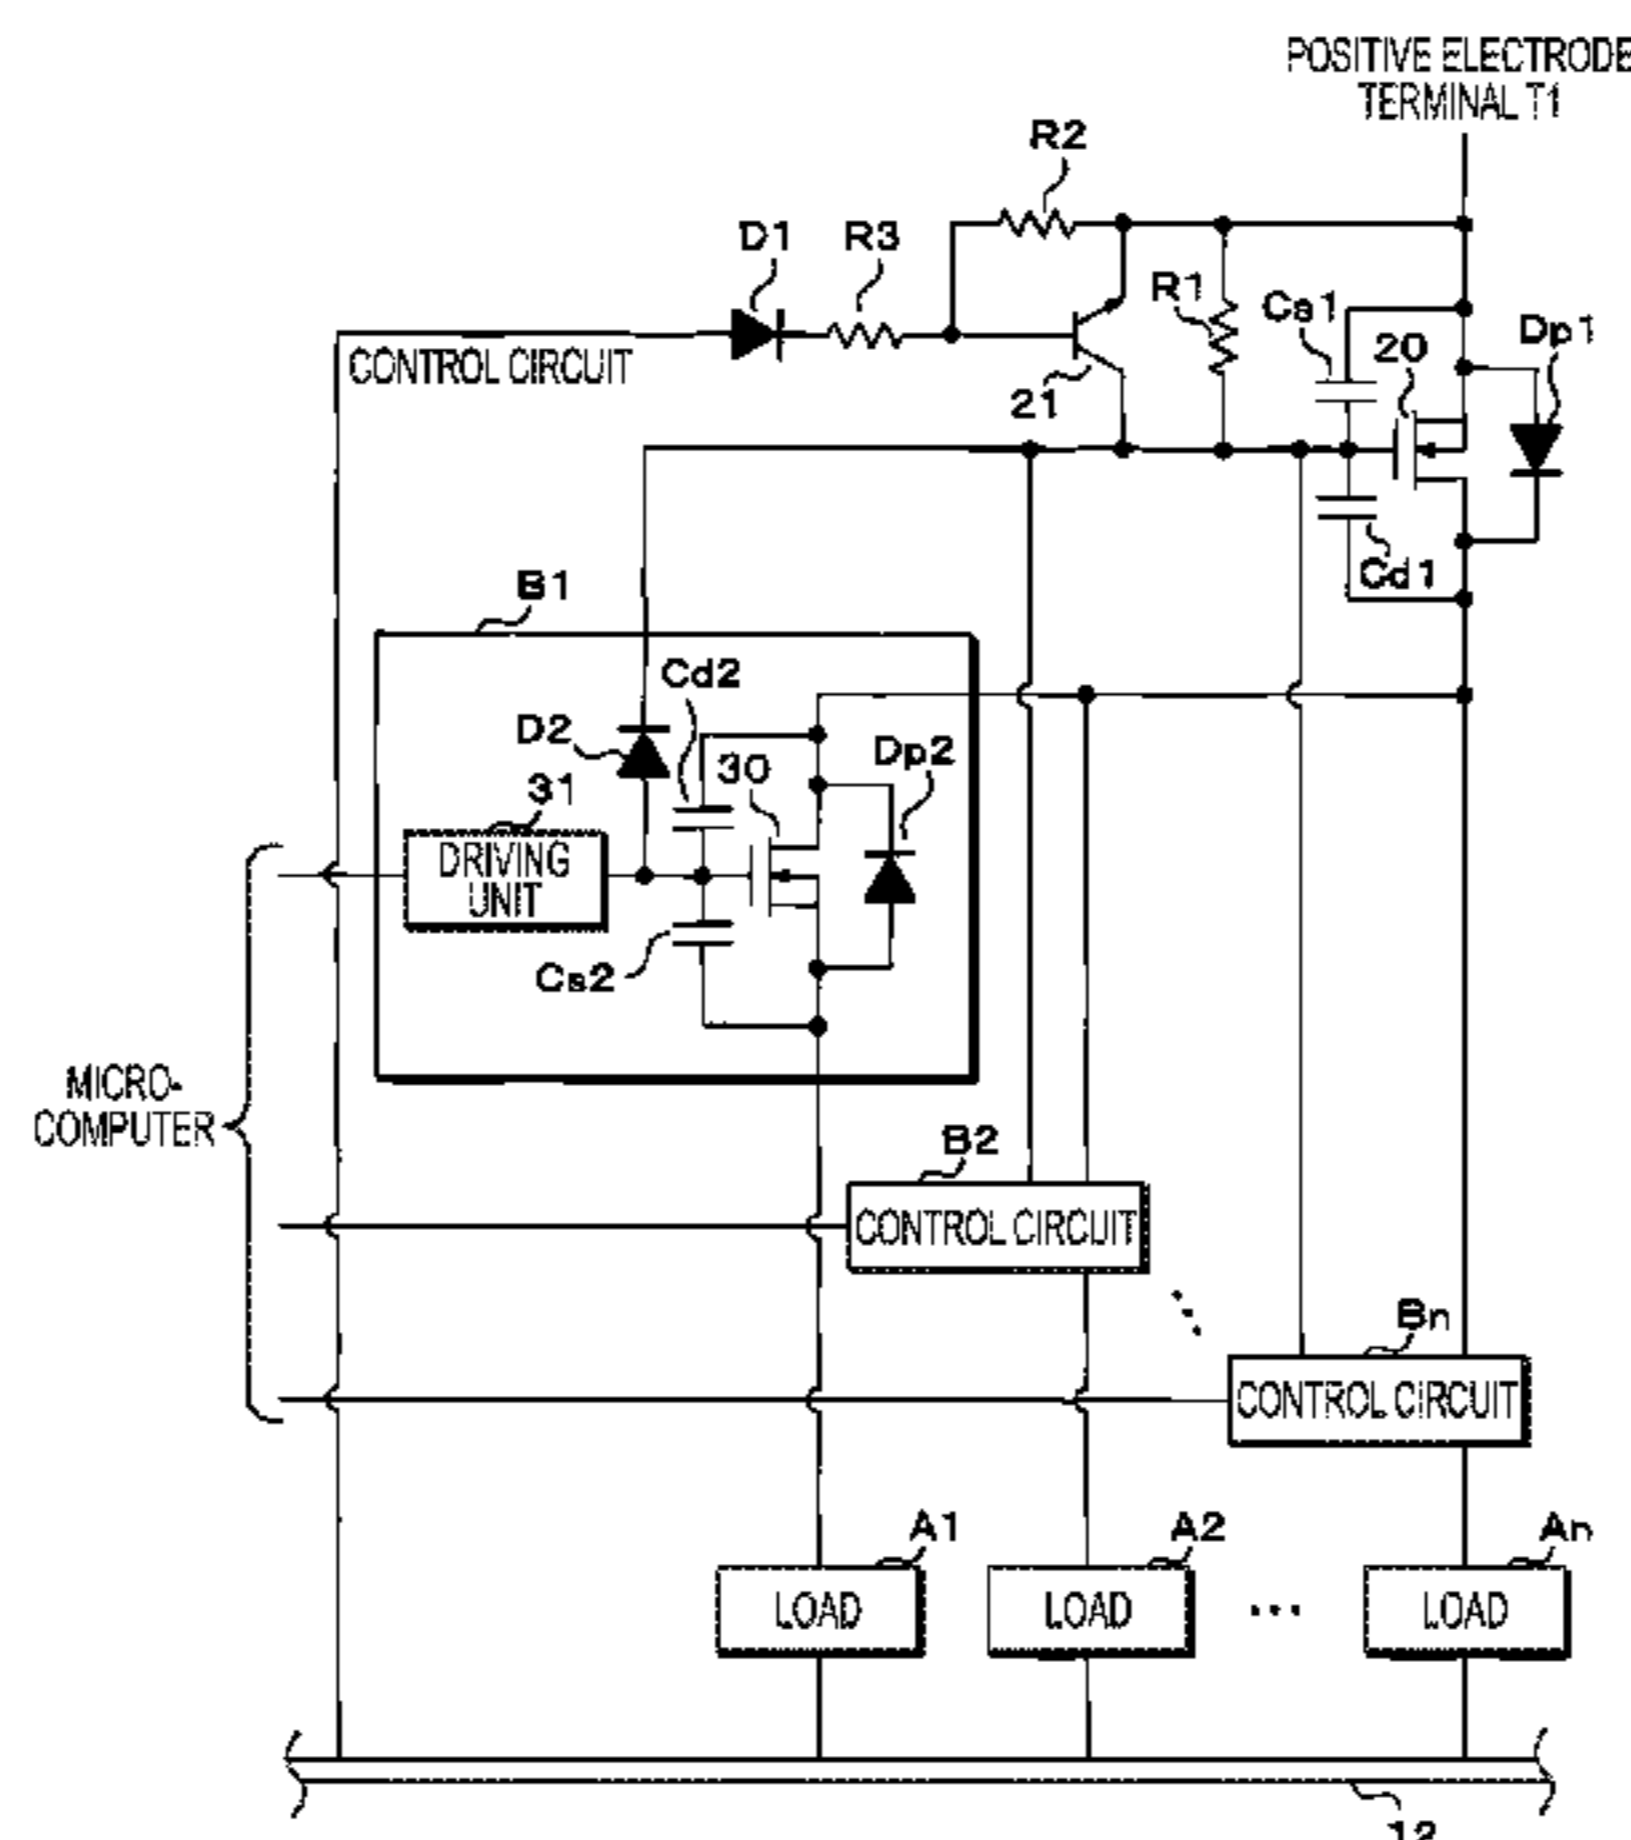 POSITIVE ELECTRODE
TERMINAL T1
R2
D1
R3
R1
Cs1
20
Dp1
CONTROL CIRCUIT
21
Cd1
B1
Cd2
D2
30
Dp2
31
DRIVING
UNIT
Cs2
MICRO-
COMPUTER
B2
CONTROL CIRCUIT
Bn
CONTROL CIRCUIT
A1
A2
An
LOAD
LOAD
...
LOAD
12